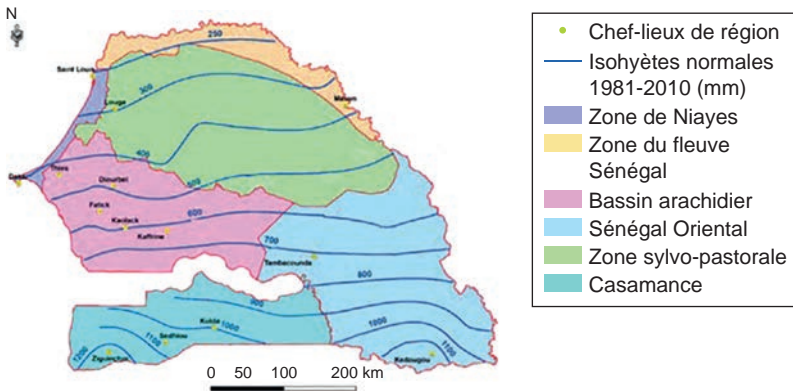 N
250
Saint Louis
300
Louga
Matam
400
Thies
Dakar
500
Diourbel
Fatick
600
Kaolack
Kaffrine
700
Tambacounda
800
900
Kolda
1000
1000
Sedhiou
1100
1100
1200
Ziguinchor
Kedougou
0 50 100 200 km
Chef-lieux de région
Isohyètes normales
1981-2010 (mm)
Zone de Niayes
Zone du fleuve
Sénégal
Bassin arachidier
Sénégal Oriental
Zone sylvo-pastorale
Casamance